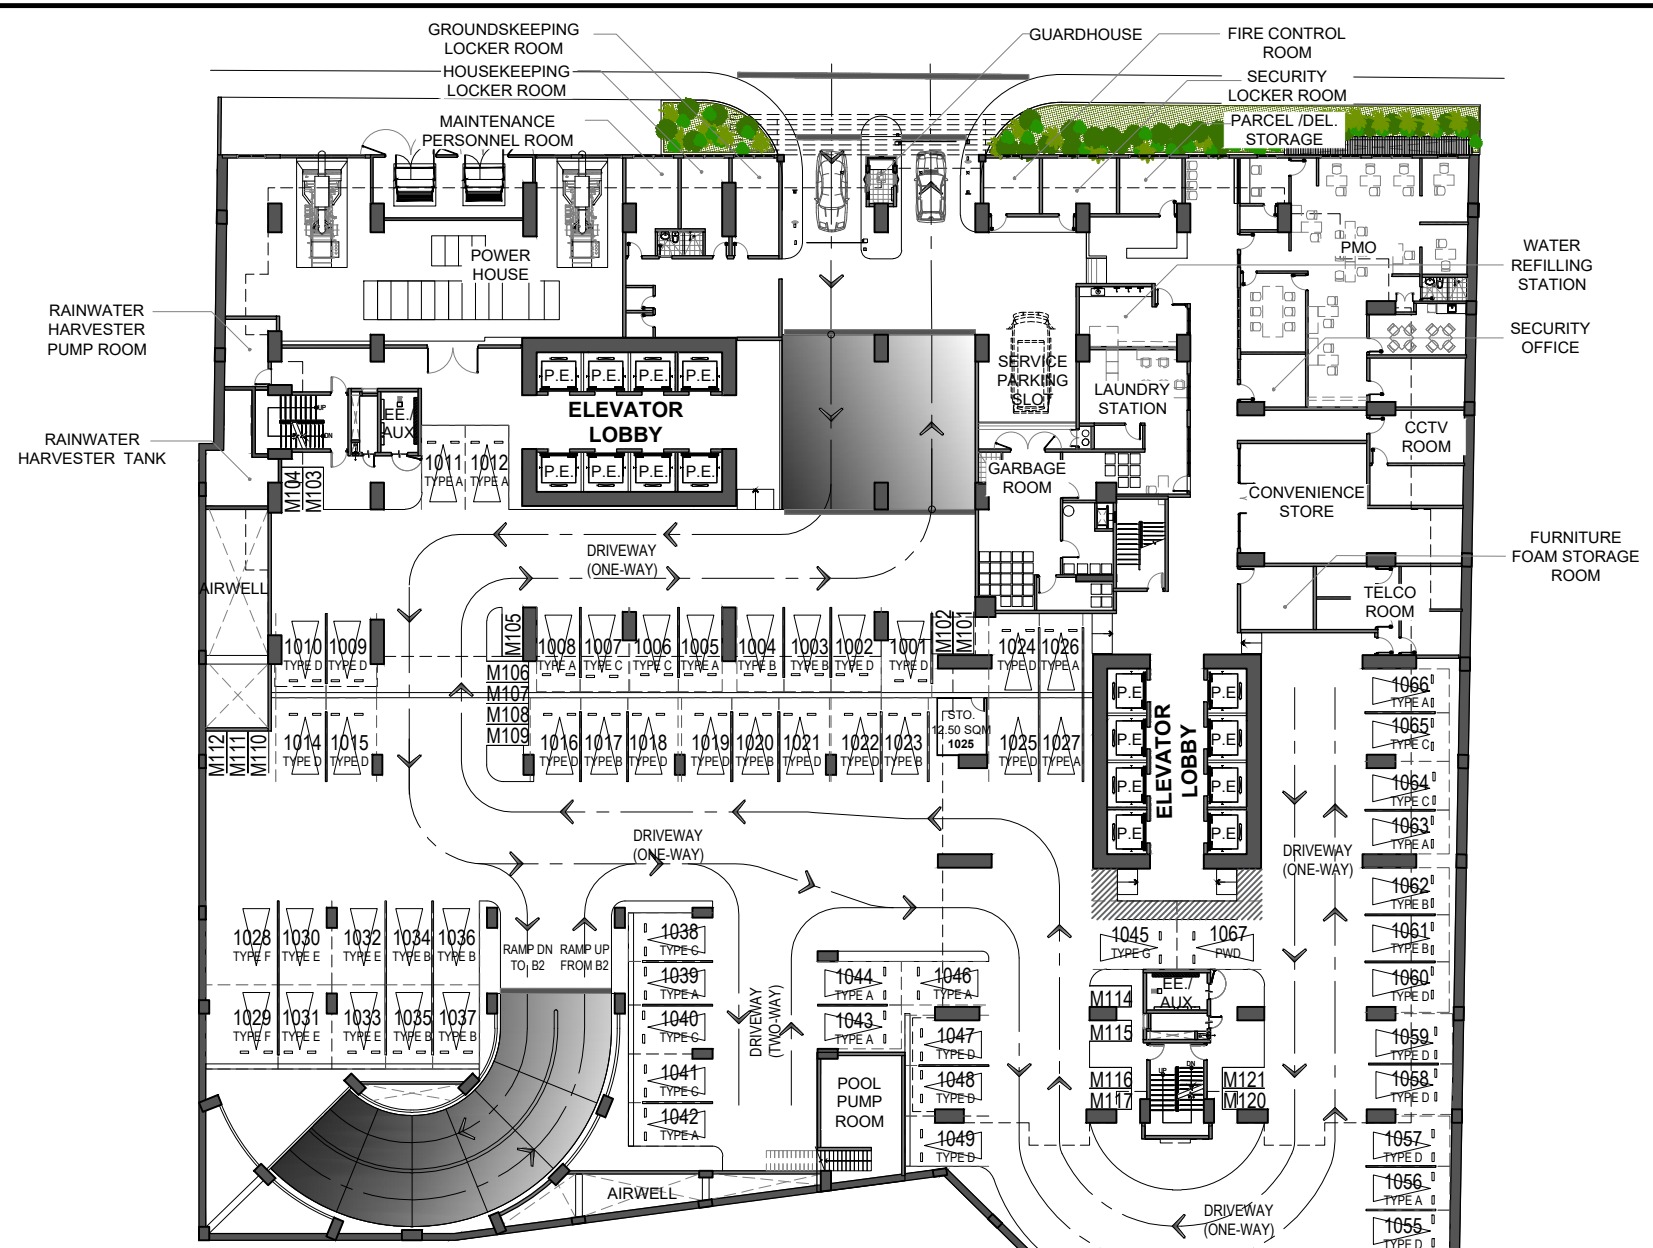 GROUNDSKEEPING
LOCKER ROOM
HOUSEKEEPING
LOCKER ROOM
MAINTENANCE
PERSONNEL ROOM
GUARDHOUSE
FIRE CONTROL
ROOM
SECURITY
LOCKER ROOM
PARCEL /DEL.
STORAGE
POWER
HOUSE
PMO
WATER
REFILLING
STATION
RAINWATER
HARVESTER
PUMP ROOM
SECURITY
OFFICE
P.E. P.E. P.E. P.E.
ELEVATOR
LOBBY
P.E. P.E. P.E. P.E.
SERVICE
PARKING
SLOT
LAUNDRY
STATION
UP
DN
EE./
AUX
RAINWATER
HARVESTER TANK
CCTV
ROOM
1011
TYPE A
1012
TYPE A
M104
M103
GARBAGE
ROOM
CONVENIENCE
STORE
FURNITURE
FOAM STORAGE
ROOM
DRIVEWAY
(ONE-WAY)
AIRWELL
TELCO
ROOM
1010
TYPE D
1009
TYPE D
M105
1008
TYPE A
1007
TYPE C
1006
TYPE C
1005
TYPE A
1004
TYPE B
1003
TYPE B
1002
TYPE D
1001
TYPE D
M102
M101
1024
TYPE D
1026
TYPE A
M106
M107
M108
M109
M112
M111
M110
1014
TYPE D
1015
TYPE D
1016
TYPE D
1017
TYPE B
1018
TYPE D
1019
TYPE D
1020
TYPE B
1021
TYPE D
1022
TYPE D
1023
TYPE B
STO.
12.50 SQM
1025
1025
TYPE D
1027
TYPE A
P.E. P.E.
P.E. P.E.
P.E. P.E.
P.E. P.E.
ELEVATOR
LOBBY
1066
TYPE A
1065
TYPE C
1064
TYPE C
1063
TYPE A
1062
TYPE B
1061
TYPE B
1060
TYPE D
1059
TYPE D
1058
TYPE D
1057
TYPE D
1056
TYPE A
1055
TYPE D
DRIVEWAY
(ONE-WAY)
DRIVEWAY
(ONE-WAY)
1028
TYPE F
1030
TYPE E
1032
TYPE E
1034
TYPE B
1036
TYPE B
1029
TYPE F
1031
TYPE E
1033
TYPE E
1035
TYPE B
1037
TYPE B
RAMP DN
TO B2
RAMP UP
FROM B2
1038
TYPE C
1039
TYPE A
1040
TYPE C
1041
TYPE C
1042
TYPE A
DRIVEWAY
(TWO-WAY)
1044
TYPE A
1043
TYPE A
1046
TYPE A
1047
TYPE D
1048
TYPE D
1049
TYPE D
1045
TYPE G
1067
PWD
EE./
AUX
M114
M115
M116
M117
M121
M120
UP
DN
POOL
PUMP
ROOM
AIRWELL
DRIVEWAY
(ONE-WAY)